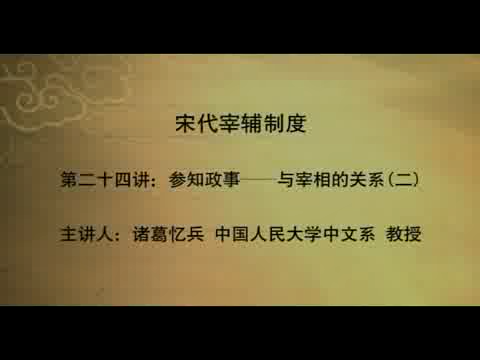 宋代宰辅制度
第二十四讲：参知政事——与宰相的关系(二)
主讲人：诸葛忆兵 中国人民大学中文系 教授